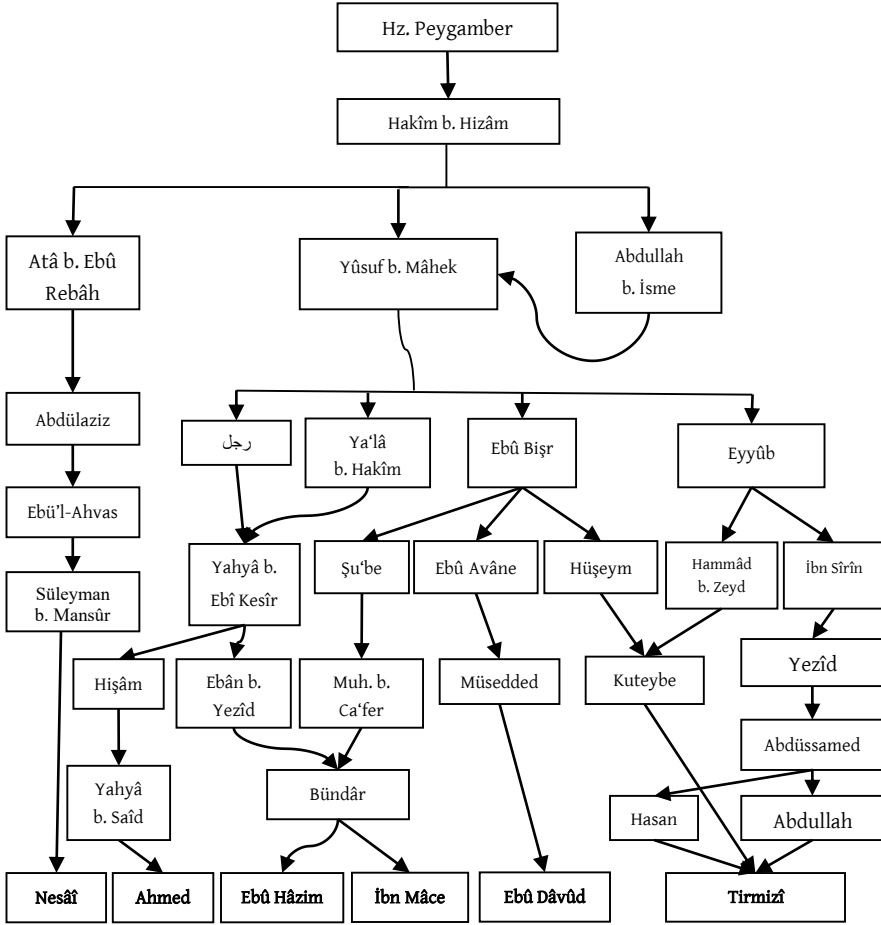 Hz. Peygamber
Hakîm b. Hizâm
Atâ b. Ebû
Rebâh
Yûsuf b. Mâhek
Abdullah
b. İsme
Abdülaziz
رجل
Ya‘lâ
b. Hakîm
Ebû Bişr
Eyyûb
Ebü’l-Ahvas
Yahyâ b.
Ebî Kesîr
Şu‘be
Ebû Avâne
Hüşeym
Hammâd
b. Zeyd
İbn Sîrîn
Süleyman
b. Mansûr
Hişâm
Ebân b.
Yezîd
Muh. b.
Ca‘fer
Müsedded
Kuteybe
Yezîd
Abdüssamed
Yahyâ
b. Saîd
Bündâr
Hasan
Abdullah
Nesâî
Ahmed
Ebû Hâzim
İbn Mâce
Ebû Dâvûd
Tirmizî